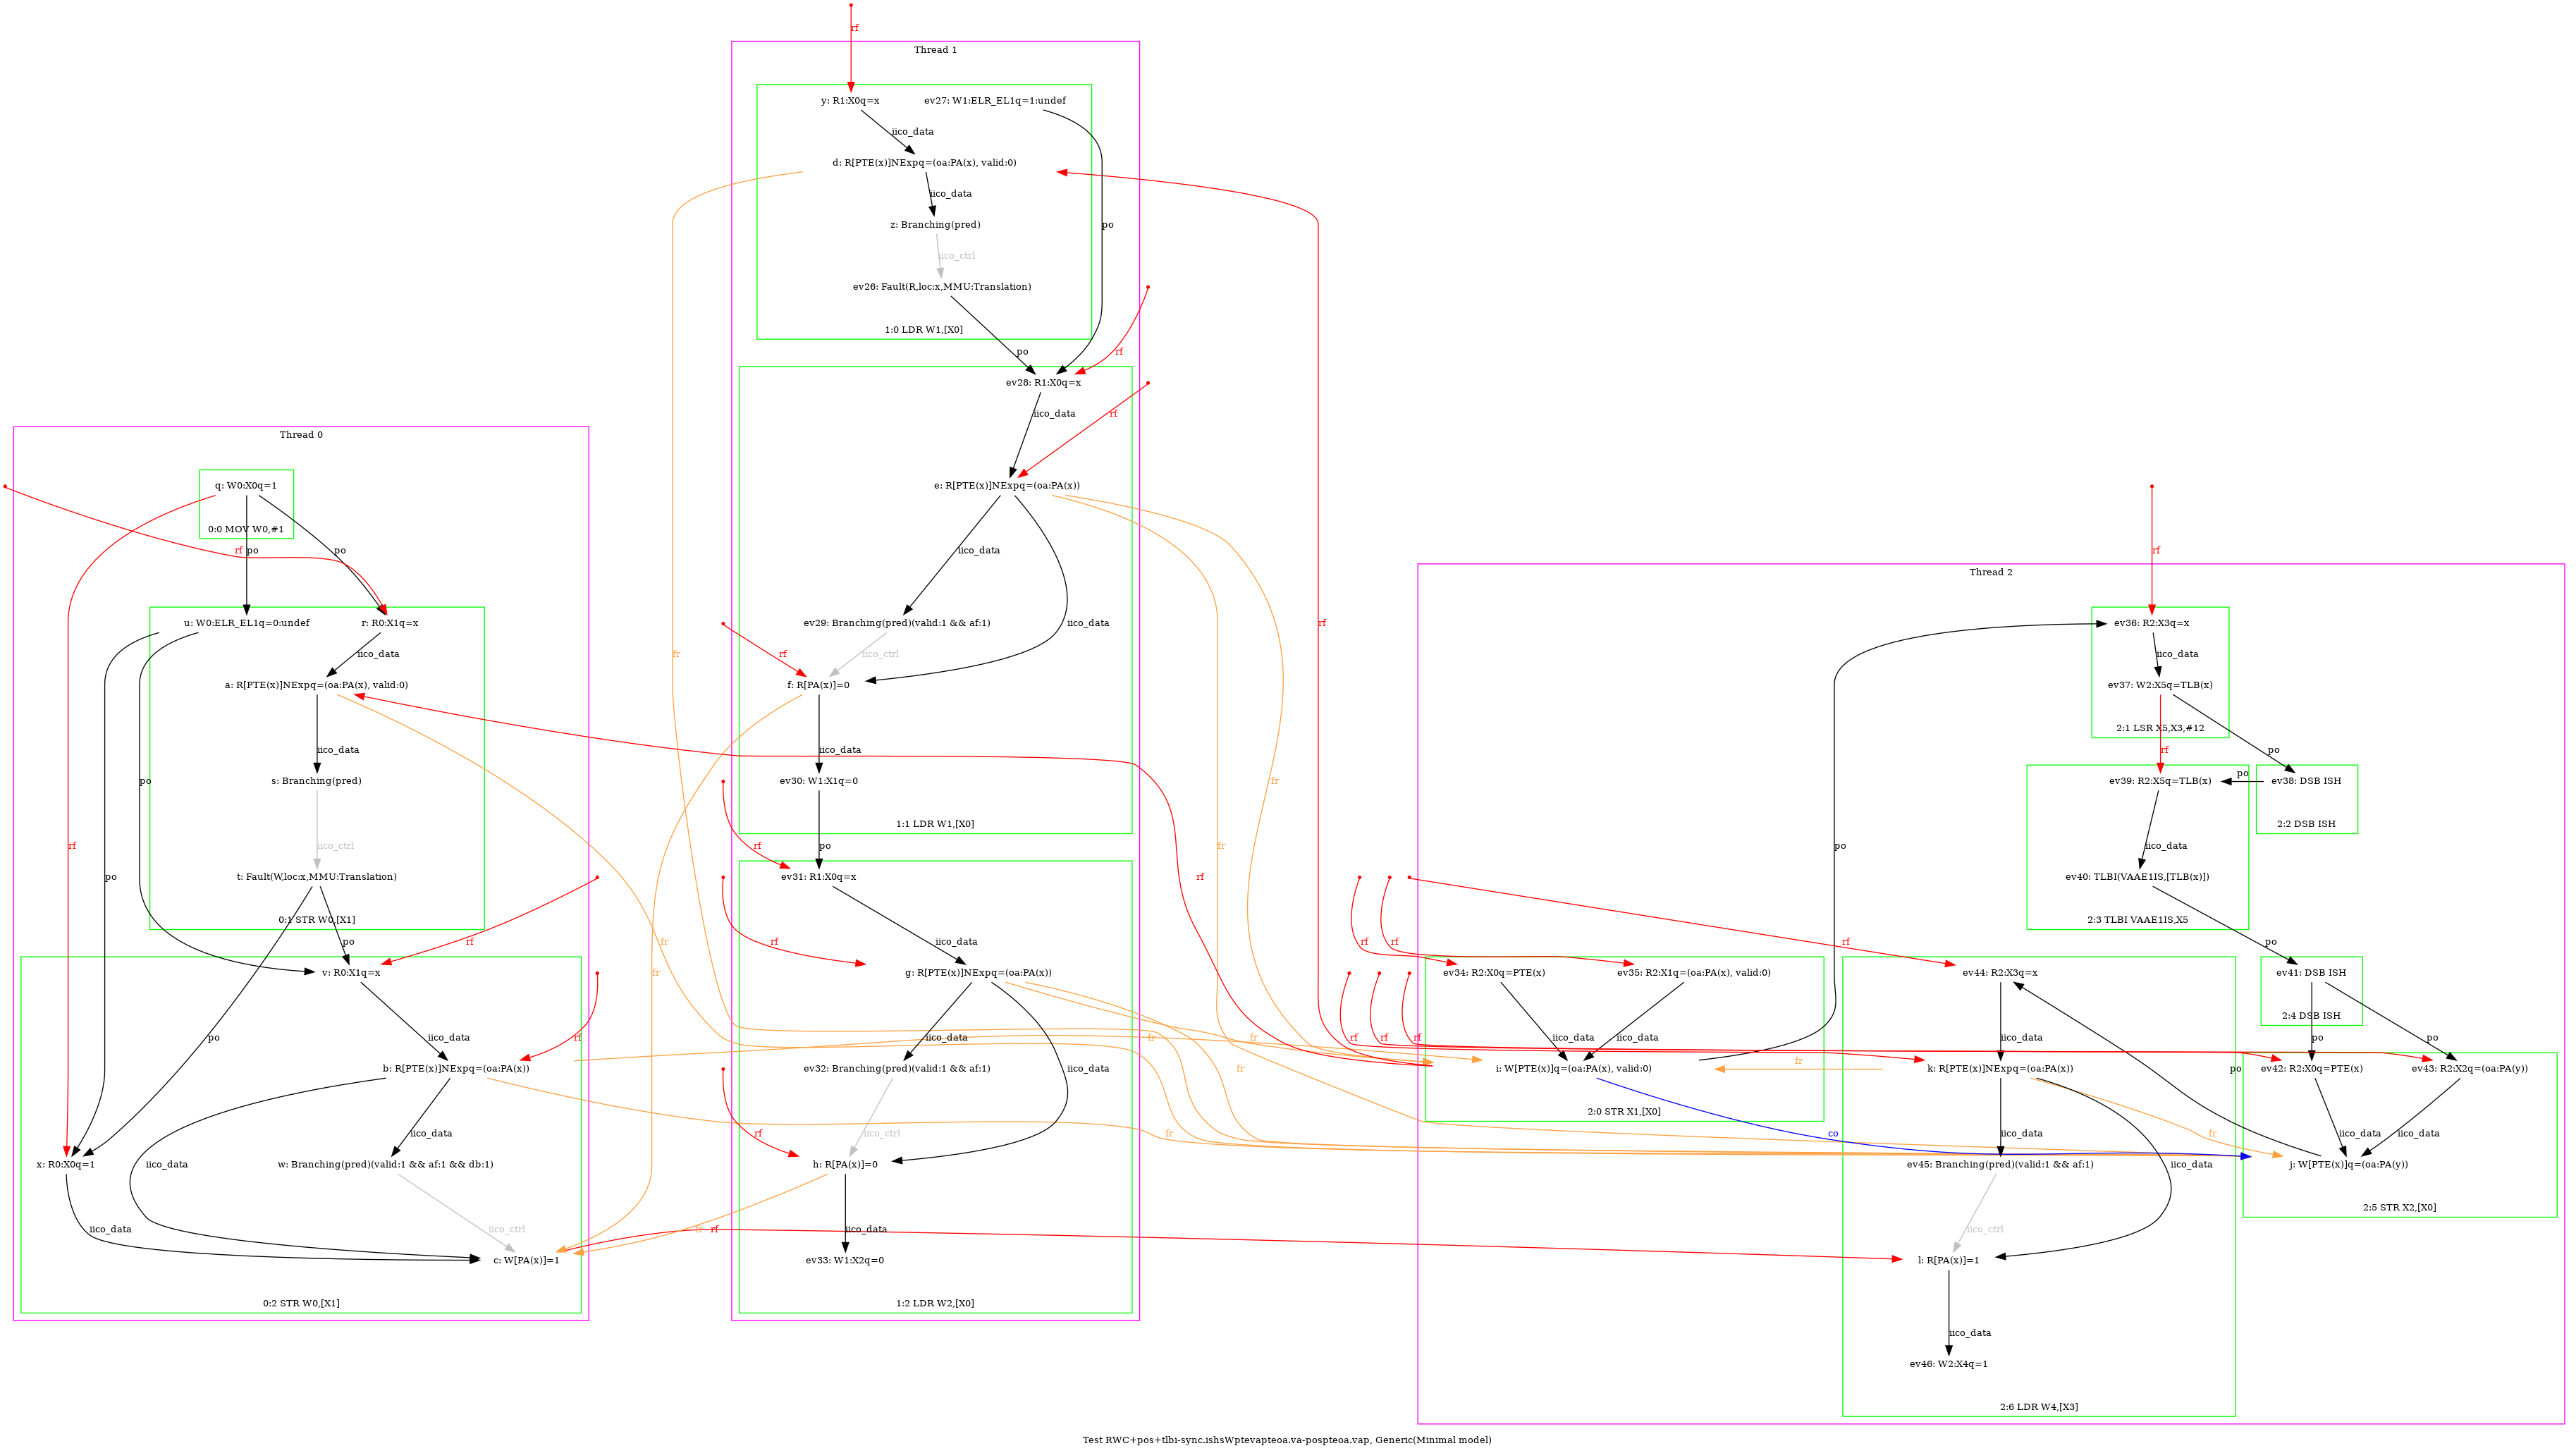 rf
Thread 1
y: R1:X0q=x
ev27: W1:ELR_EL1q=1:undef
iico_data
d: R[PTE(x)]NExpq=(oa:PA(x), valid:0)
iico_data
po
z: Branching(pred)
iico_ctrl
ev26: Fault(R,loc:x,MMU:Translation)
1:0 LDR W1,[X0]
po
rf
ev28: R1:X0q=x
iico_data
rf
e: R[PTE(x)]NExpq=(oa:PA(x))
iico_data
ev29: Branching(pred)(valid:1 && af:1)
iico_data
rf
iico_ctrl
f: R[PA(x)]=0
iico_data
ev30: W1:X1q=0
1:1 LDR W1,[X0]
rf
po
ev31: R1:X0q=x
rf
iico_data
g: R[PTE(x)]NExpq=(oa:PA(x))
iico_data
ev32: Branching(pred)(valid:1 && af:1)
iico_data
rf
iico_ctrl
h: R[PA(x)]=0
iico_data
ev33: W1:X2q=0
1:2 LDR W2,[X0]
Thread 0
q: W0:X0q=1
0:0 MOV W0,#1
rf
po
po
u: W0:ELR_EL1q=0:undef
r: R0:X1q=x
iico_data
a: R[PTE(x)]NExpq=(oa:PA(x), valid:0)
iico_data
s: Branching(pred)
po
rf
iico_ctrl
po
t: Fault(W,loc:x,MMU:Translation)
0:1 STR W0,[X1]
po
rf
v: R0:X1q=x
po
iico_data
rf
b: R[PTE(x)]NExpq=(oa:PA(x))
iico_data
iico_data
x: R0:X0q=1
w: Branching(pred)(valid:1 && af:1 && db:1)
iico_data
iico_ctrl
c: W[PA(x)]=1
0:2 STR W0,[X1]
fr
fr
fr
fr
fr
fr
fr
fr
fr
fr
fr
rf
rf
rf
rf
Thread 2
ev36: R2:X3q=x
iico_data
ev37: W2:X5q=TLB(x)
2:1 LSR X5,X3,#12
rf
po
ev39: R2:X5q=TLB(x)
po
ev38: DSB ISH
2:2 DSB ISH
po
iico_data
ev40: TLBI(VAAE1IS,[TLB(x)])
2:3 TLBI VAAE1IS,X5
rf
rf
rf
po
ev34: R2:X0q=PTE(x)
ev35: R2:X1q=(oa:PA(x), valid:0)
ev44: R2:X3q=x
ev41: DSB ISH
2:4 DSB ISH
rf
rf
rf
iico_data
iico_data
iico_data
po
po
i: W[PTE(x)]q=(oa:PA(x), valid:0)
fr
k: R[PTE(x)]NExpq=(oa:PA(x))
po
ev42: R2:X0q=PTE(x)
ev43: R2:X2q=(oa:PA(y))
2:0 STR X1,[X0]
co
iico_data
fr
iico_data
iico_data
ev45: Branching(pred)(valid:1 && af:1)
iico_data
j: W[PTE(x)]q=(oa:PA(y))
2:5 STR X2,[X0]
iico_ctrl
l: R[PA(x)]=1
iico_data
ev46: W2:X4q=1
2:6 LDR W4,[X3]
Test RWC+pos+tlbi-sync.ishsWptevapteoa.va-pospteoa.vap, Generic(Minimal model)